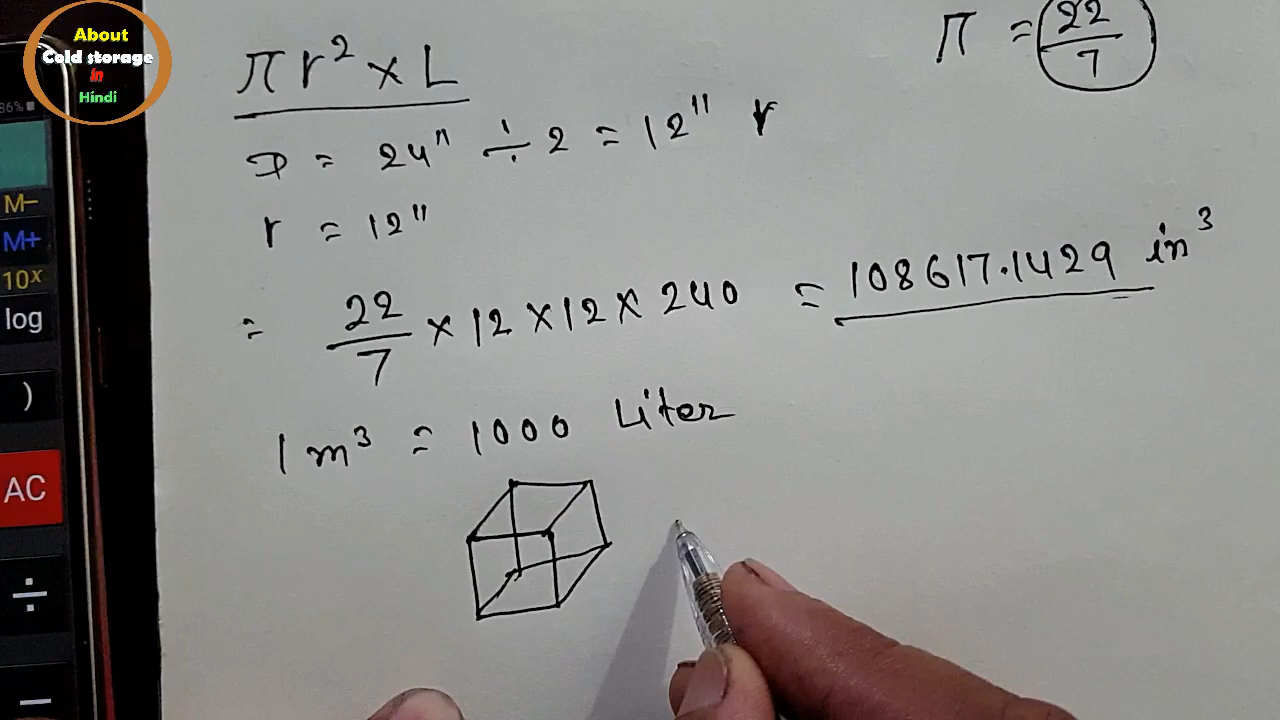 About
Cold storage
in
Hindi
π = 22/7
πr² × L
D = 24" ÷ 2 = 12" r
r = 12"
= 22/7 × 12 × 12 × 240 = 108617.1429 in³
1 m³ = 1000 Liter
86%
M−
M+
10ˣ
log
)
AC
÷
−